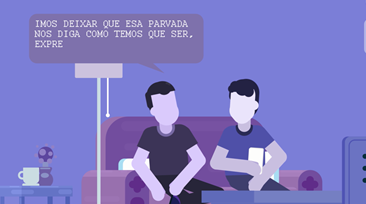 IMOS DEIXAR QUE ESA PARVADA
NOS DIGA COMO TEMOS QUE SER,
EXPRE